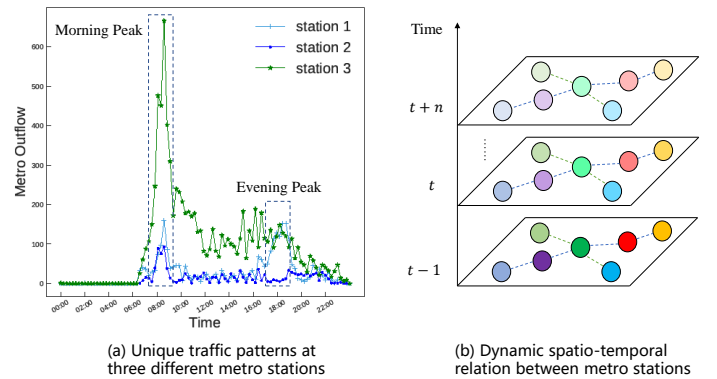 Morning Peak
station 1
station 2
station 3
Evening Peak
Metro Outflow
600
500
400
300
200
100
0
00:00 02:00 04:00 06:00 08:00 10:00 12:00 14:00 16:00 18:00 20:00 22:00
Time
(a) Unique traffic patterns at
three different metro stations
Time
t + n
t
t − 1
(b) Dynamic spatio-temporal
relation between metro stations